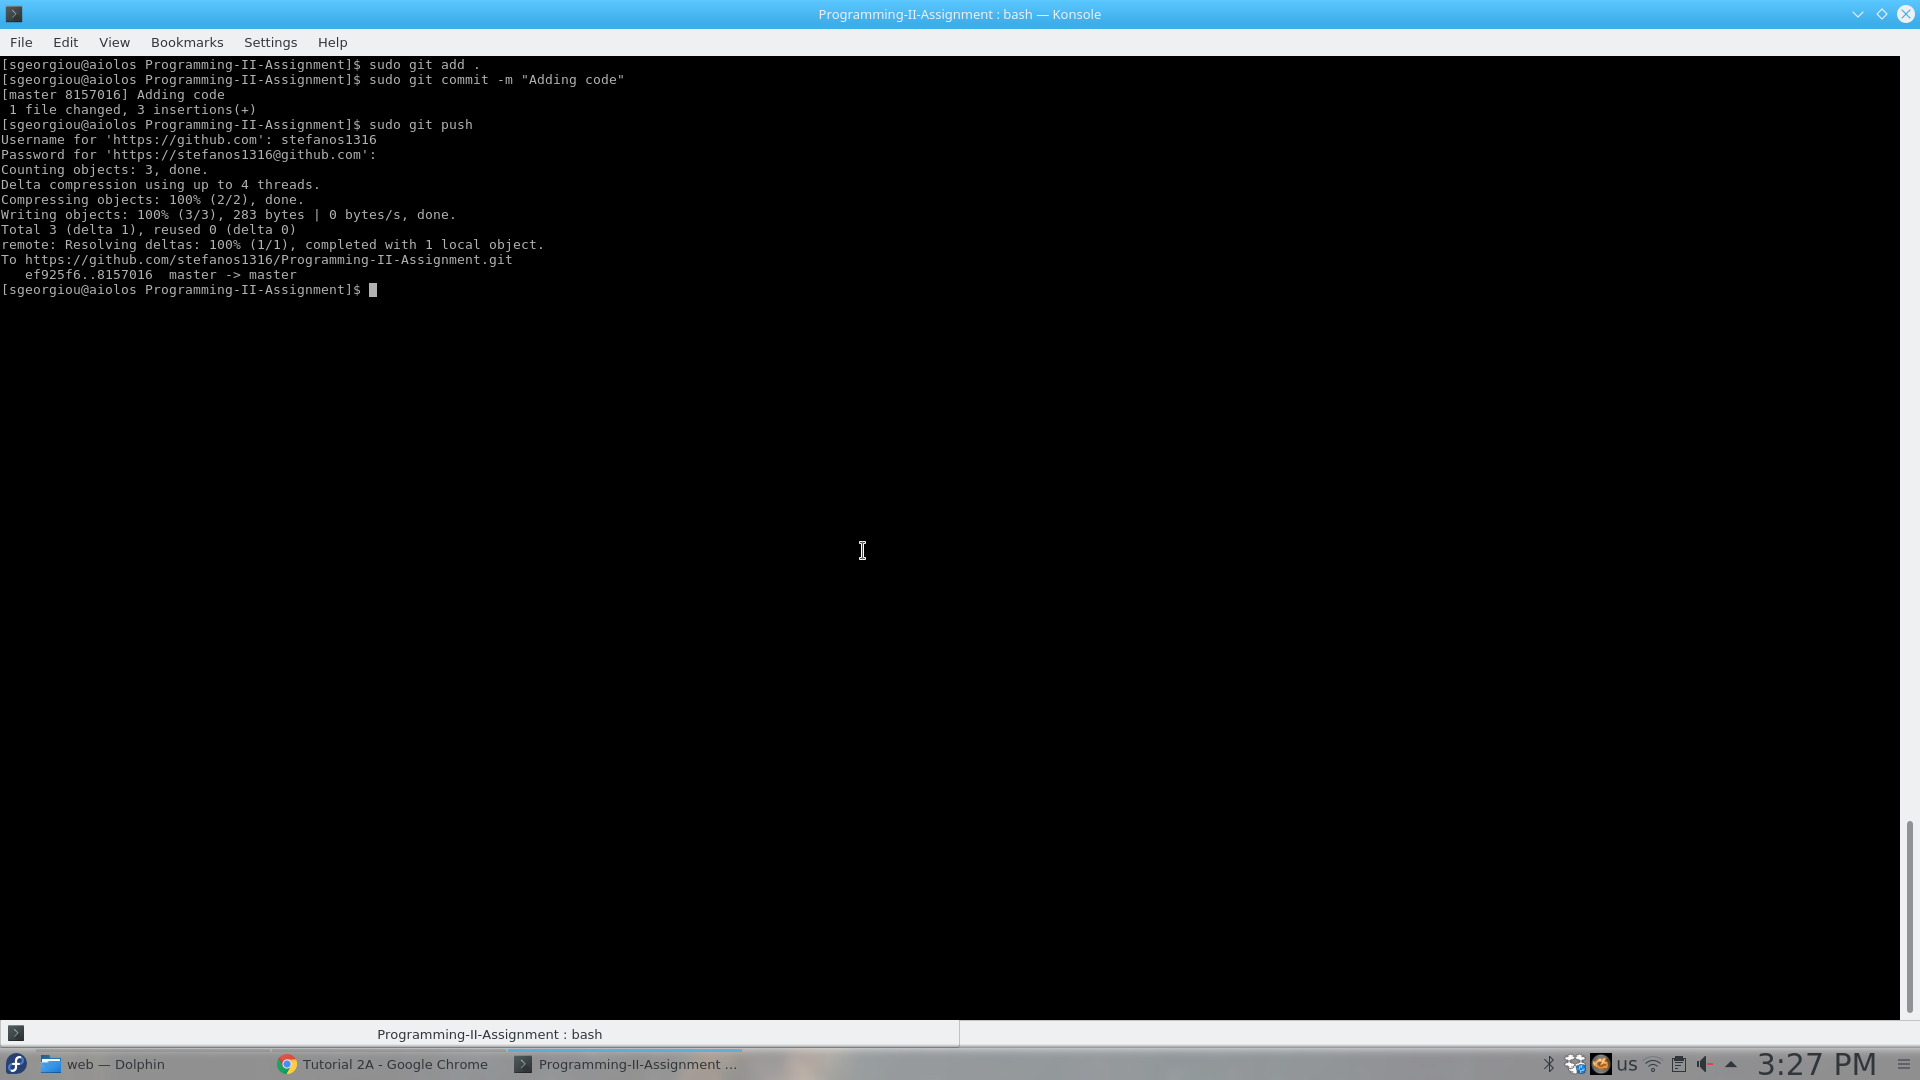 Programming-II-Assignment : bash — Konsole
File Edit View Bookmarks Settings Help
[sgeorgiou@aiolos Programming-II-Assignment]$ sudo git add .
[sgeorgiou@aiolos Programming-II-Assignment]$ sudo git commit -m "Adding code"
[master 8157016] Adding code
 1 file changed, 3 insertions(+)
[sgeorgiou@aiolos Programming-II-Assignment]$ sudo git push
Username for 'https://github.com': stefanos1316
Password for 'https://stefanos1316@github.com':
Counting objects: 3, done.
Delta compression using up to 4 threads.
Compressing objects: 100% (2/2), done.
Writing objects: 100% (3/3), 283 bytes | 0 bytes/s, done.
Total 3 (delta 1), reused 0 (delta 0)
remote: Resolving deltas: 100% (1/1), completed with 1 local object.
To https://github.com/stefanos1316/Programming-II-Assignment.git
   ef925f6..8157016  master -> master
[sgeorgiou@aiolos Programming-II-Assignment]$
Programming-II-Assignment : bash
web — Dolphin Tutorial 2A - Google Chrome Programming-II-Assignment ... us 3:27 PM